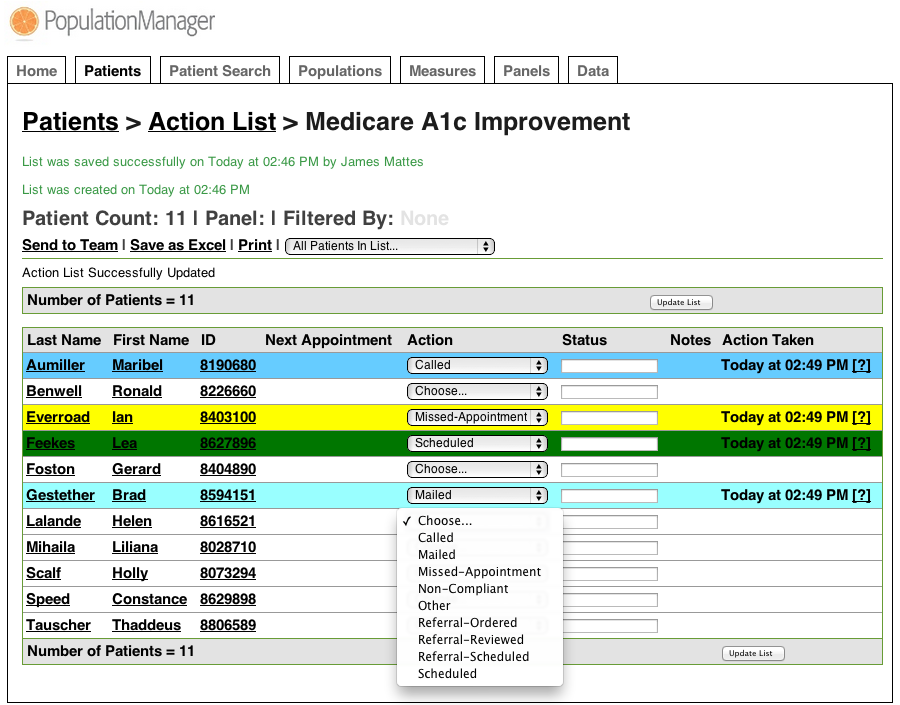 PopulationManager
Home Patients Patient Search Populations Measures Panels Data
Patients > Action List > Medicare A1c Improvement
List was saved successfully on Today at 02:46 PM by James Mattes
List was created on Today at 02:46 PM
Patient Count: 11 | Panel: | Filtered By: None
Send to Team | Save as Excel | Print | All Patients In List...
Action List Successfully Updated
Number of Patients = 11 Update List
Last Name First Name ID Next Appointment Action Status Notes Action Taken
Aumiller Maribel 8190680 Called Today at 02:49 PM [?]
Benwell Ronald 8226660 Choose...
Everroad Ian 8403100 Missed-Appointment Today at 02:49 PM [?]
Feekes Lea 8627896 Scheduled Today at 02:49 PM [?]
Foston Gerard 8404890 Choose...
Gestether Brad 8594151 Mailed Today at 02:49 PM [?]
Lalande Helen 8616521
Mihaila Liliana 8028710
Scalf Holly 8073294
Speed Constance 8629898
Tauscher Thaddeus 8806589
✓ Choose...
Called
Mailed
Missed-Appointment
Non-Compliant
Other
Referral-Ordered
Referral-Reviewed
Referral-Scheduled
Scheduled
Number of Patients = 11 Update List